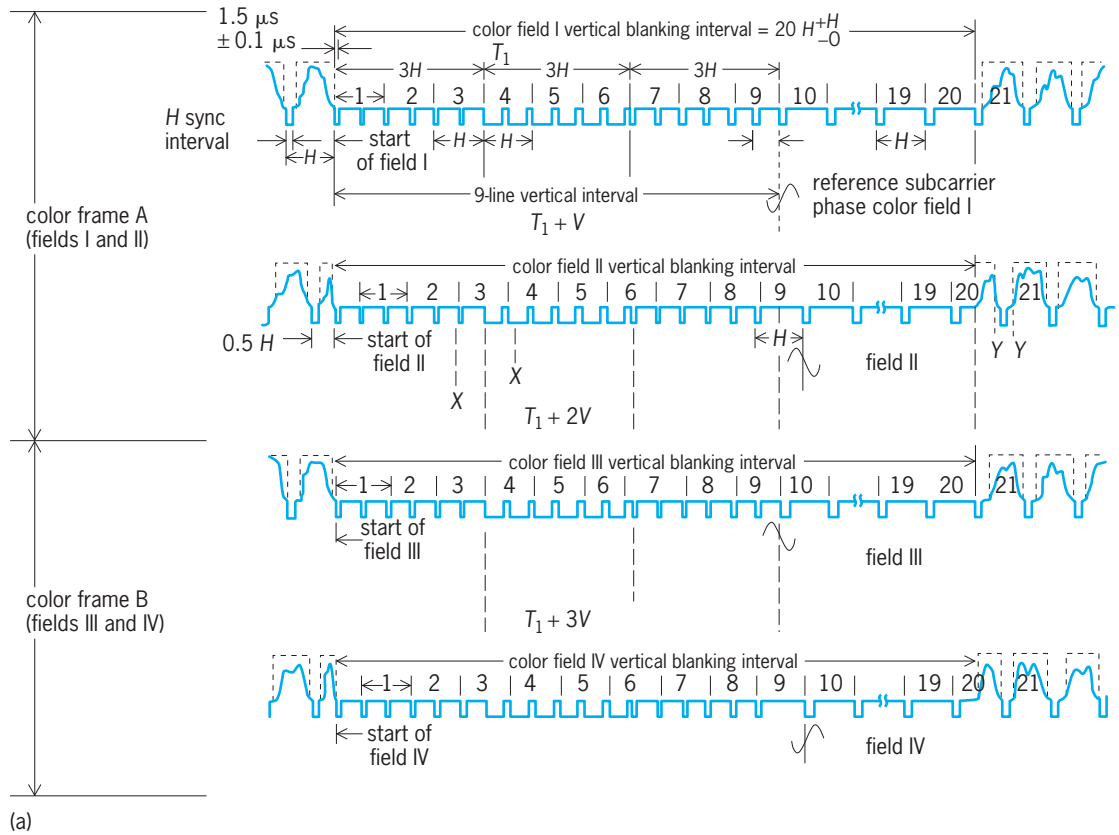 1.5 μs
± 0.1 μs
color field I vertical blanking interval = 20 H +H −0
T1
3H 3H 3H
1 2 3 4 5 6 7 8 9 10 19 20 21
H sync
interval
H
start
of field I
H H H
9-line vertical interval
reference subcarrier
phase color field I
T1 + V
color frame A
(fields I and II)
color field II vertical blanking interval
1 2 3 4 5 6 7 8 9 10 19 20 21
0.5 H
start of
field II
X X
H
field II
Y Y
T1 + 2V
color field III vertical blanking interval
1 2 3 4 5 6 7 8 9 10 19 20 21
start of
field III
field III
color frame B
(fields III and IV)
T1 + 3V
color field IV vertical blanking interval
1 2 3 4 5 6 7 8 9 10 19 20 21
start of
field IV
field IV
(a)